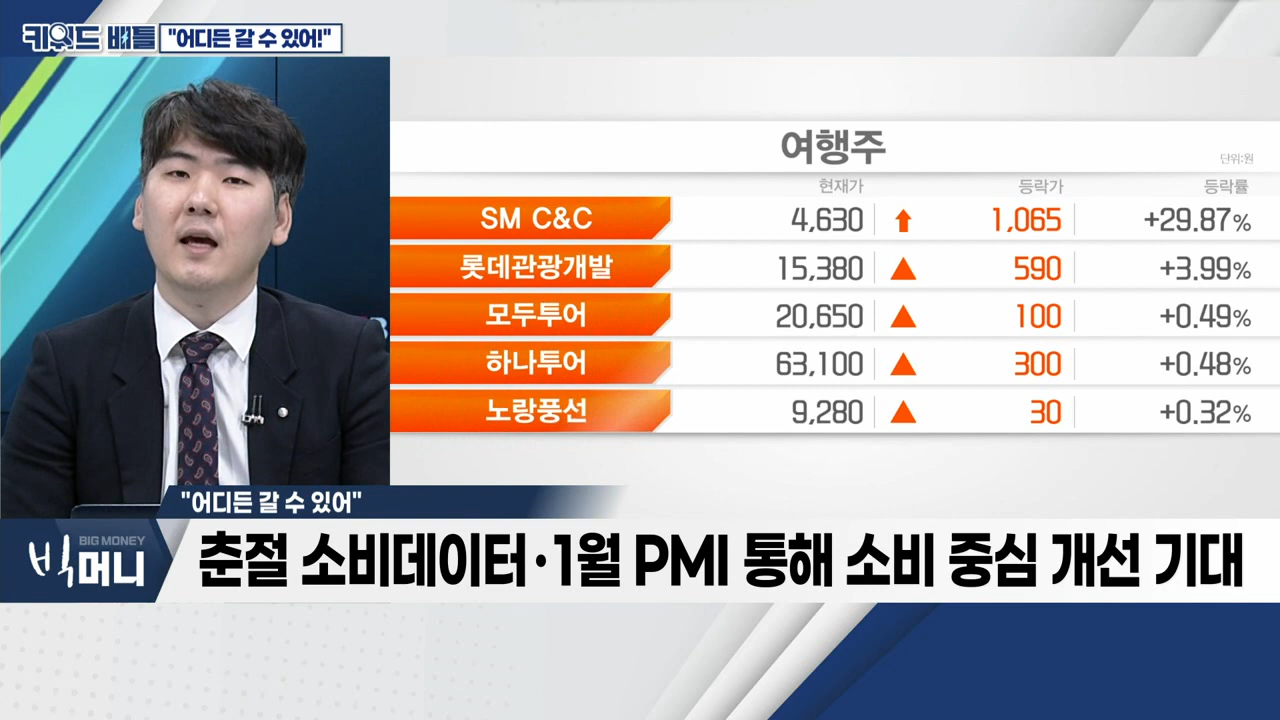 키워드 배틀 "어디든 갈 수 있어!"
여행주
단위:원
현재가 등락가 등락률
SM C&C 4,630 1,065 +29.87%
롯데관광개발 15,380 ▲ 590 +3.99%
모두투어 20,650 ▲ 100 +0.49%
하나투어 63,100 ▲ 300 +0.48%
노랑풍선 9,280 ▲ 30 +0.32%
"어디든 갈 수 있어"
BIG MONEY
빅머니
춘절 소비데이터·1월 PMI 통해 소비 중심 개선 기대